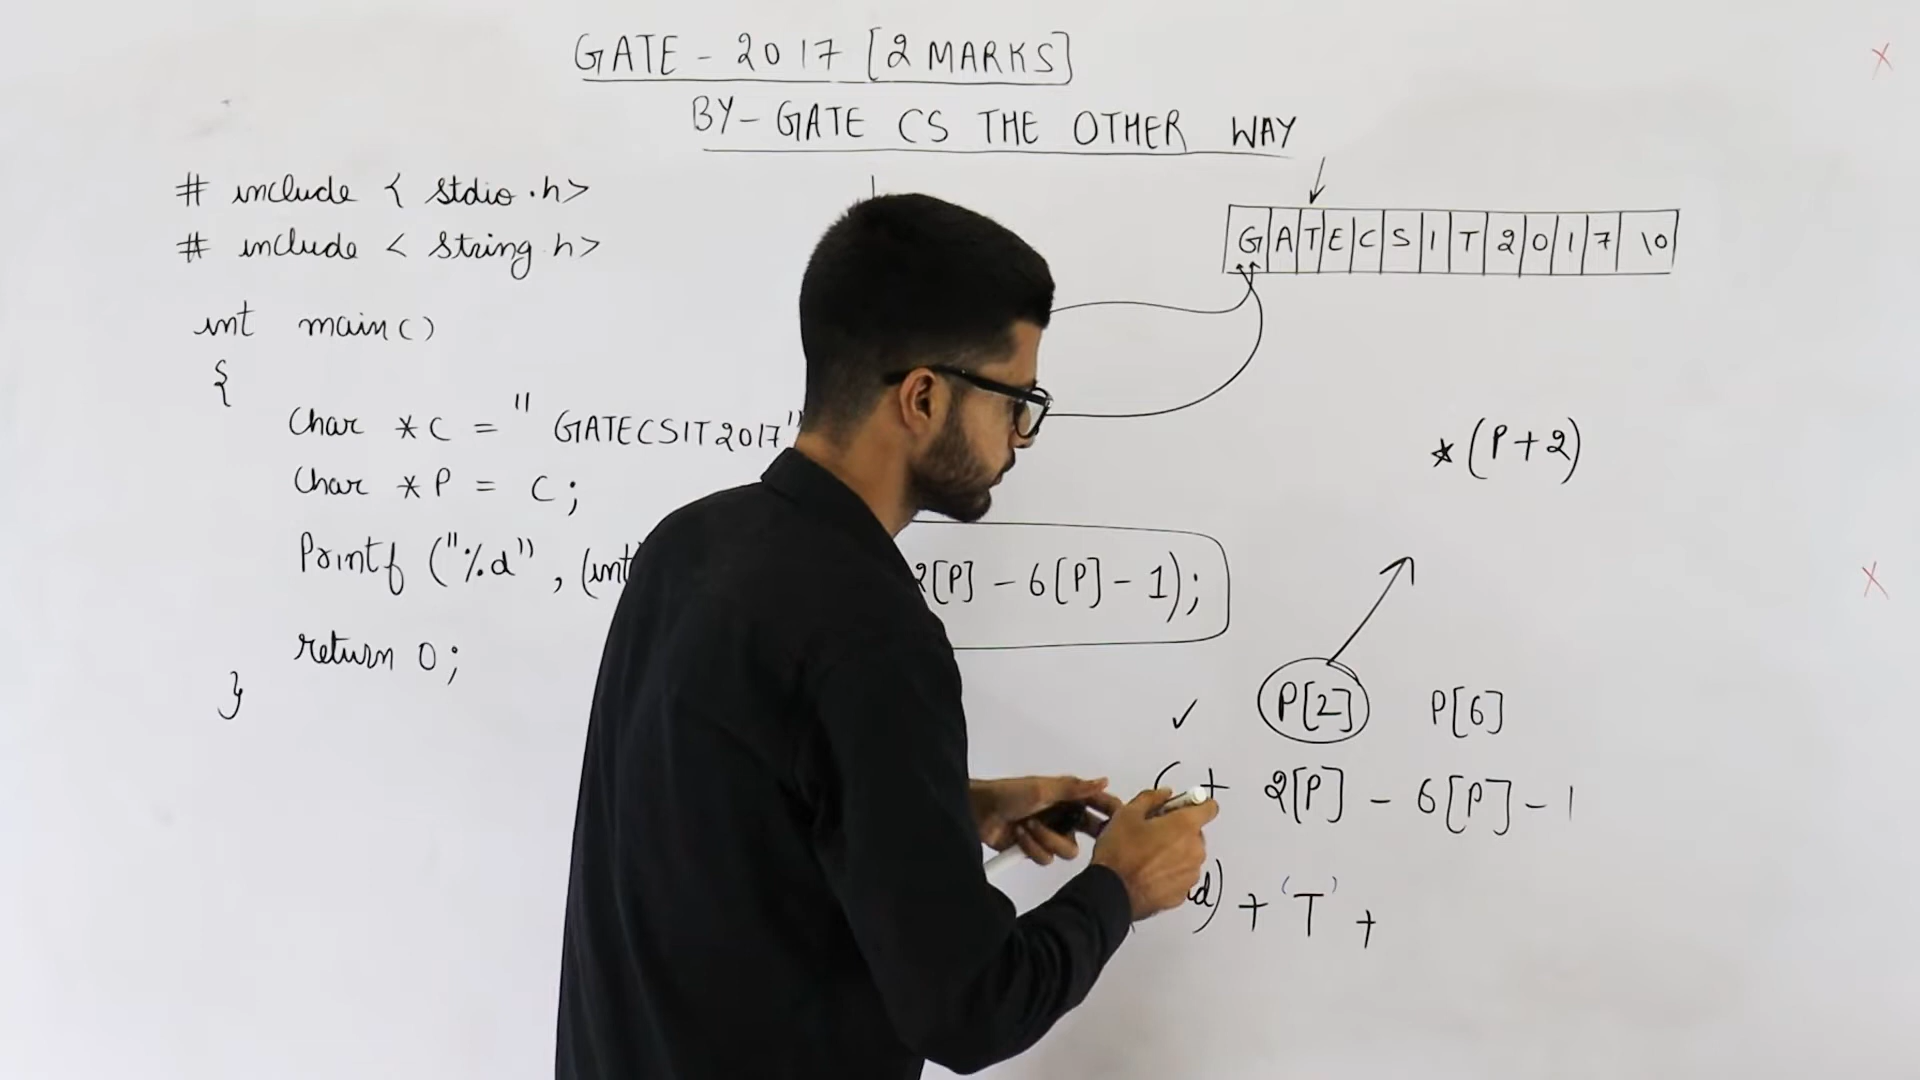 GATE - 2017 [2 MARKS]
BY- GATE CS THE OTHER WAY
# include < stdio.h>
# include < string.h>
int main()
{
char *C = "GATECSIT2017"
char *P = C;
Printf ("%d", (int
2[P] - 6[P] - 1);
return 0;
}
G A T E C S I T 2 0 1 7 \0
*(P+2)
✓ P[2] P[6]
+ 2[P] - 6[P] - 1
d) + 'T' +
X
X